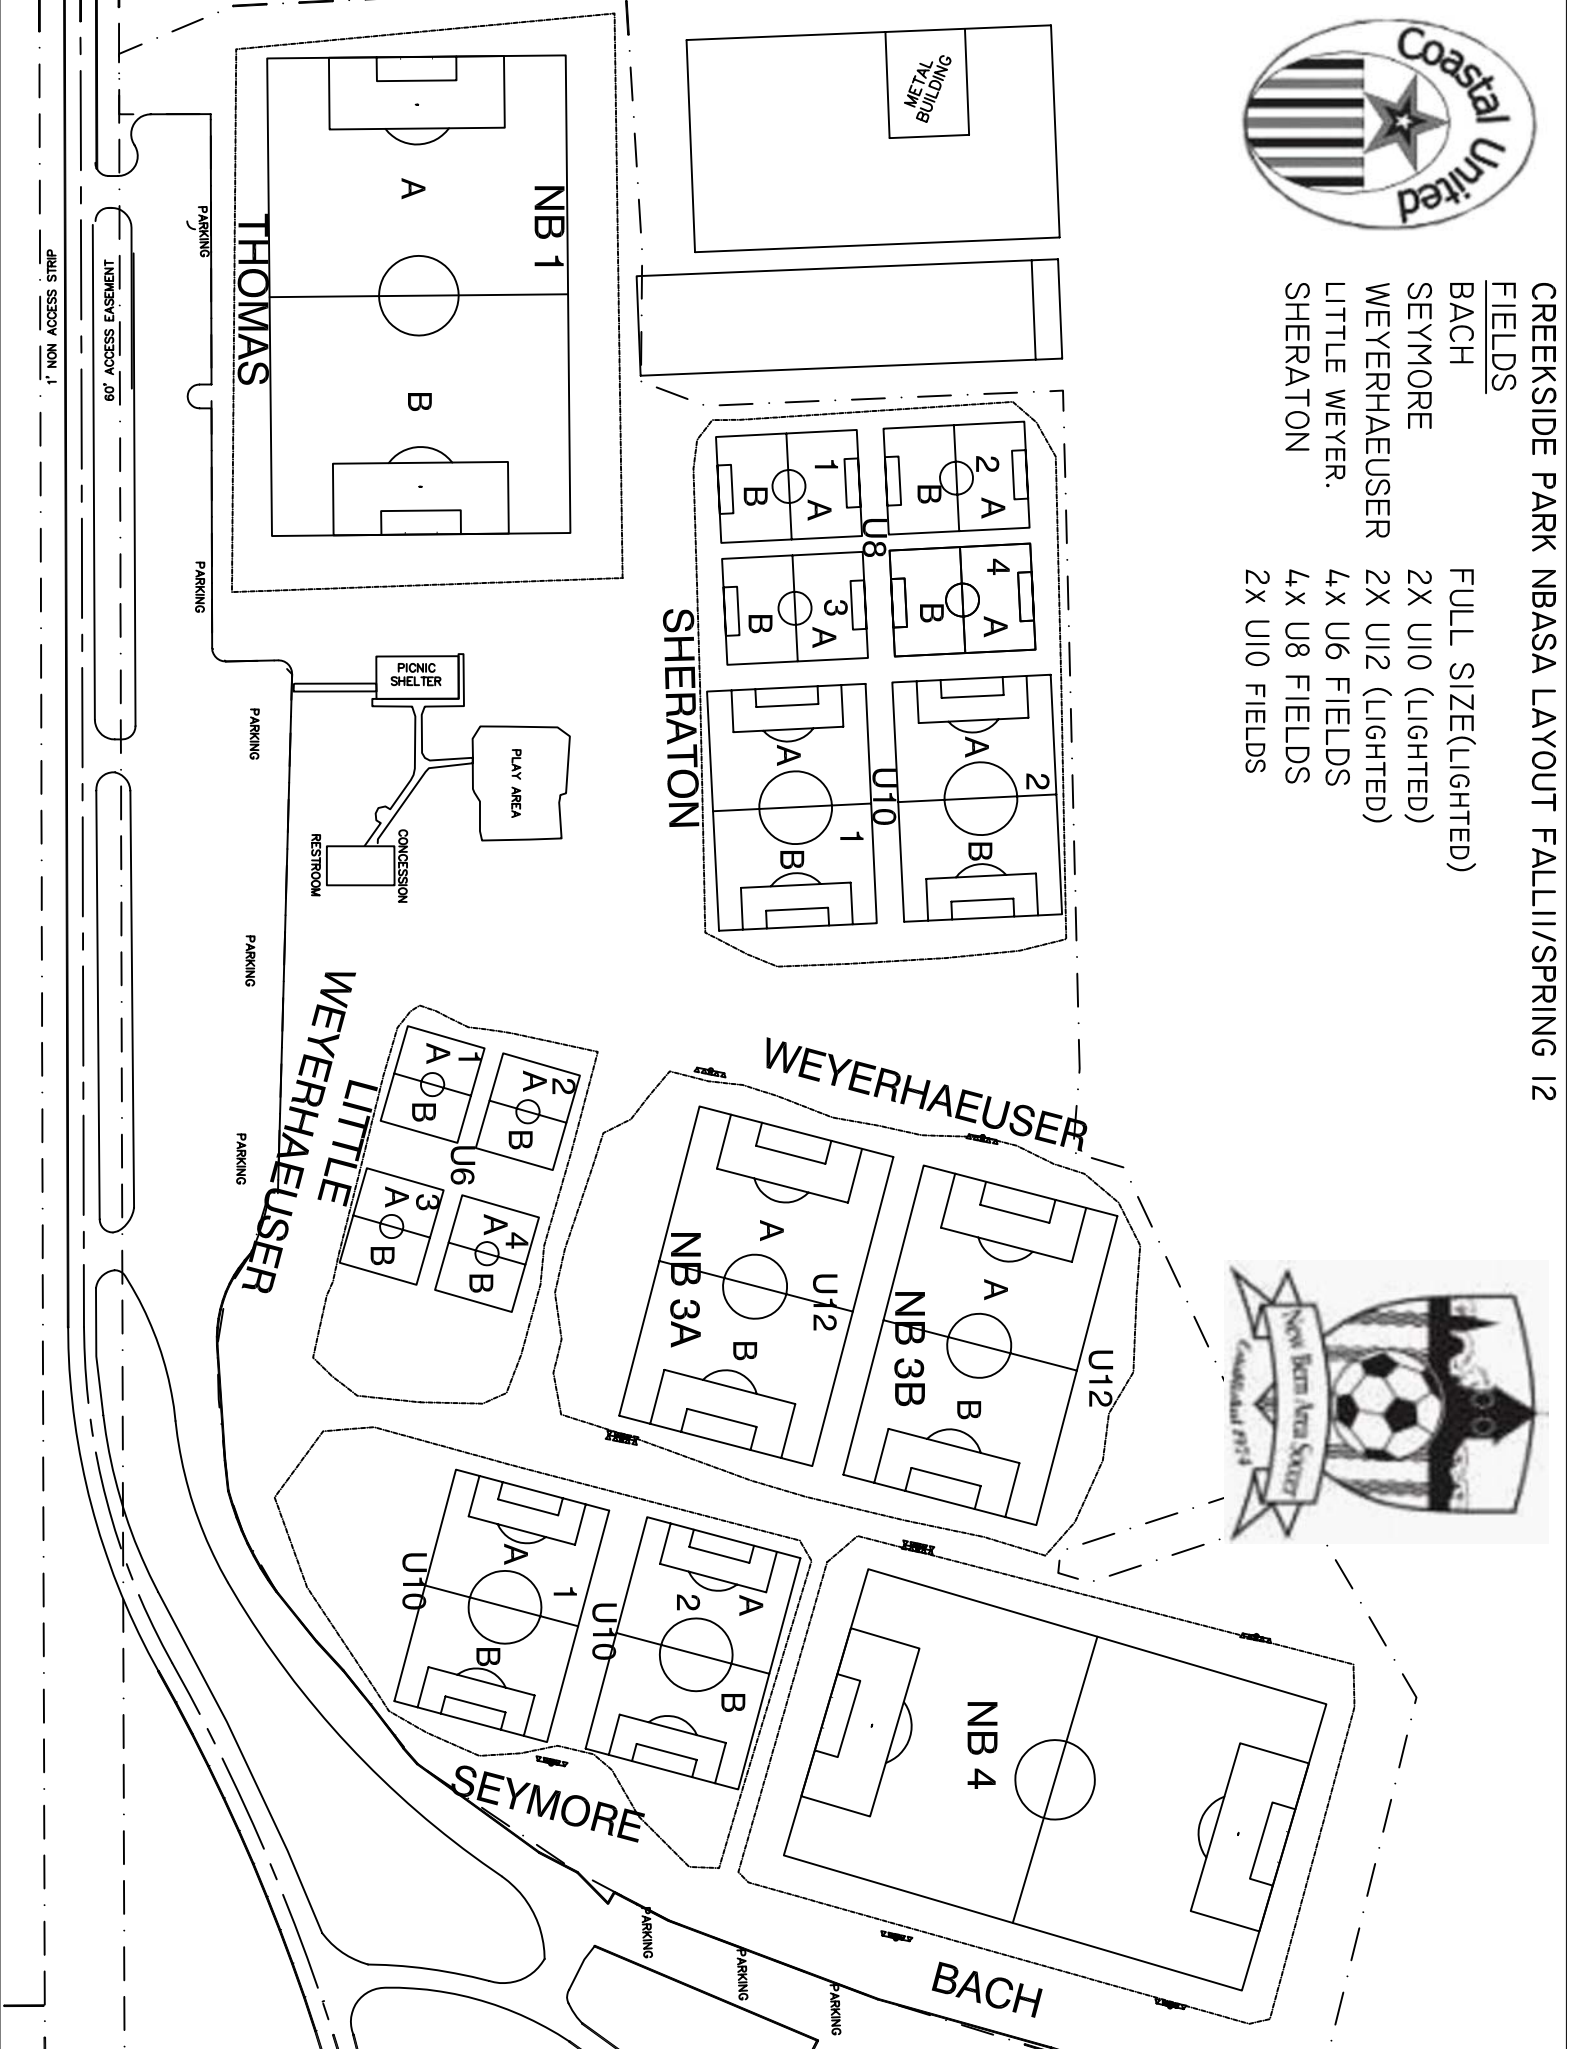 CREEKSIDE PARK NBASA LAYOUT FALL11/SPRING 12
FIELDS
BACH FULL SIZE(LIGHTED)
SEYMORE 2X U10 (LIGHTED)
WEYERHAEUSER 2X U12 (LIGHTED)
LITTLE WEYER. 4X U6 FIELDS
SHERATON 4X U8 FIELDS
2X U10 FIELDS
Coastal United
New Bern Area Soccer
Established 1974
METAL
BUILDING
NB 1
A
B
THOMAS
2
A
B
4
A
B
U8
1
A
B
3
A
B
2
A
B
U10
1
A
B
SHERATON
PICNIC
SHELTER
PLAY AREA
CONCESSION
RESTROOM
WEYERHAEUSER
U12
NB 3B
A
B
U12
NB 3A
A
B
2
A
B
1
A
B
U6
4
A
B
3
A
B
LITTLE
WEYERHAEUSER
NB 4
BACH
2
A
B
U10
1
A
B
U10
SEYMORE
PARKING
PARKING
PARKING
PARKING
PARKING
PARKING
PARKING
PARKING
60' ACCESS EASEMENT
1' NON ACCESS STRIP